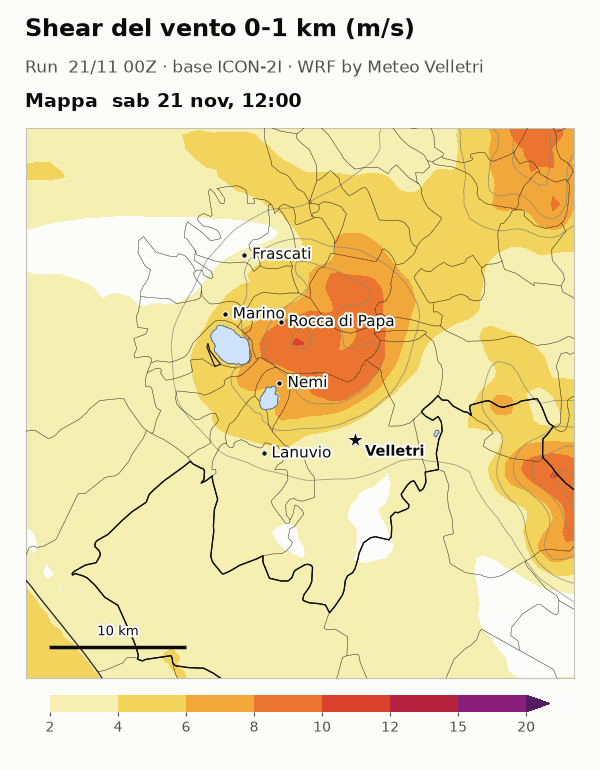 Shear del vento 0-1 km (m/s)
Run  21/11 00Z · base ICON-2I · WRF by Meteo Velletri
Mappa  sab 21 nov, 12:00
Frascati
Marino
Rocca di Papa
Nemi
Velletri
Lanuvio
10 km
2 4 6 8 10 12 15 20